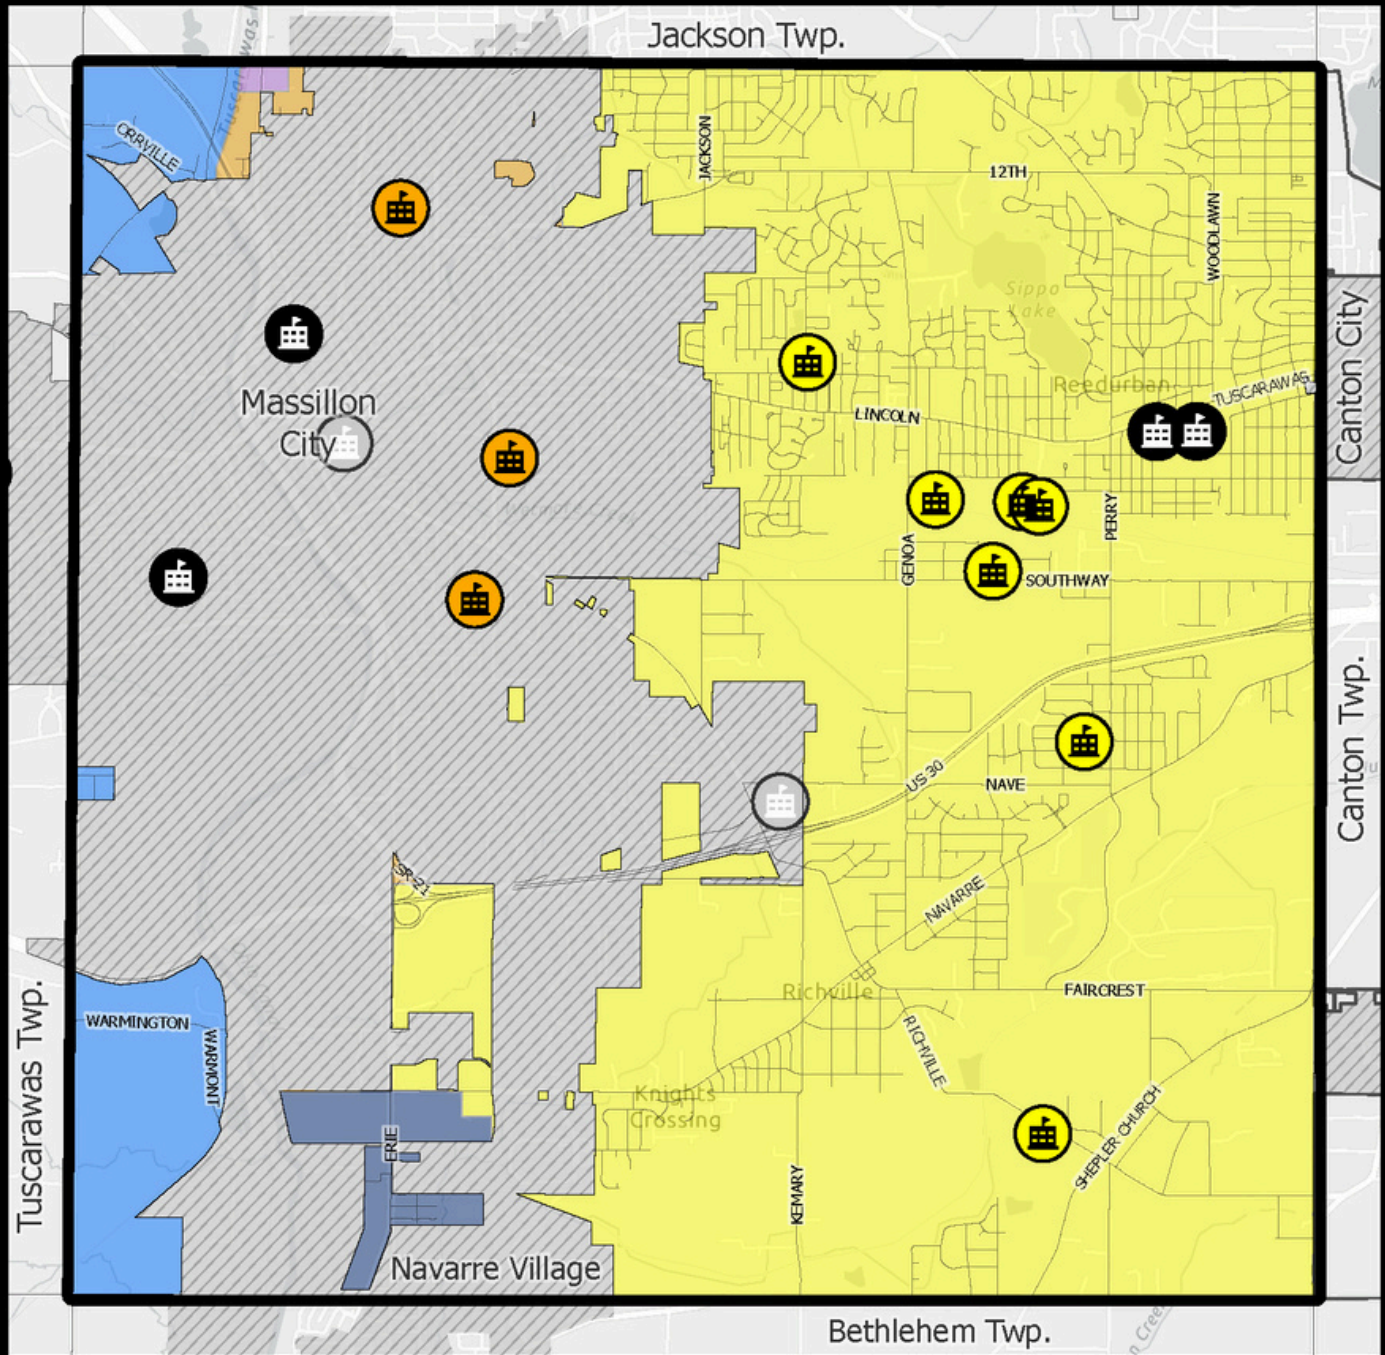 Jackson Twp.
ORRVILLE
JACKSON
12TH
WOODLAWN
Sippo
Lake
Canton City
Massillon
City
Reedurban
TUSCARAWAS
LINCOLN
PERRY
GENOA
SOUTHWAY
Canton Twp.
US 30
NAVE
SR-21
NAVARRE
Richville
FAIRCREST
Tuscarawas Twp.
WARMINGTON
WARMONT
RICHVILLE
Knights
Crossing
SHEPLER CHURCH
ERIE
KEMARY
Navarre Village
Bethlehem Twp.